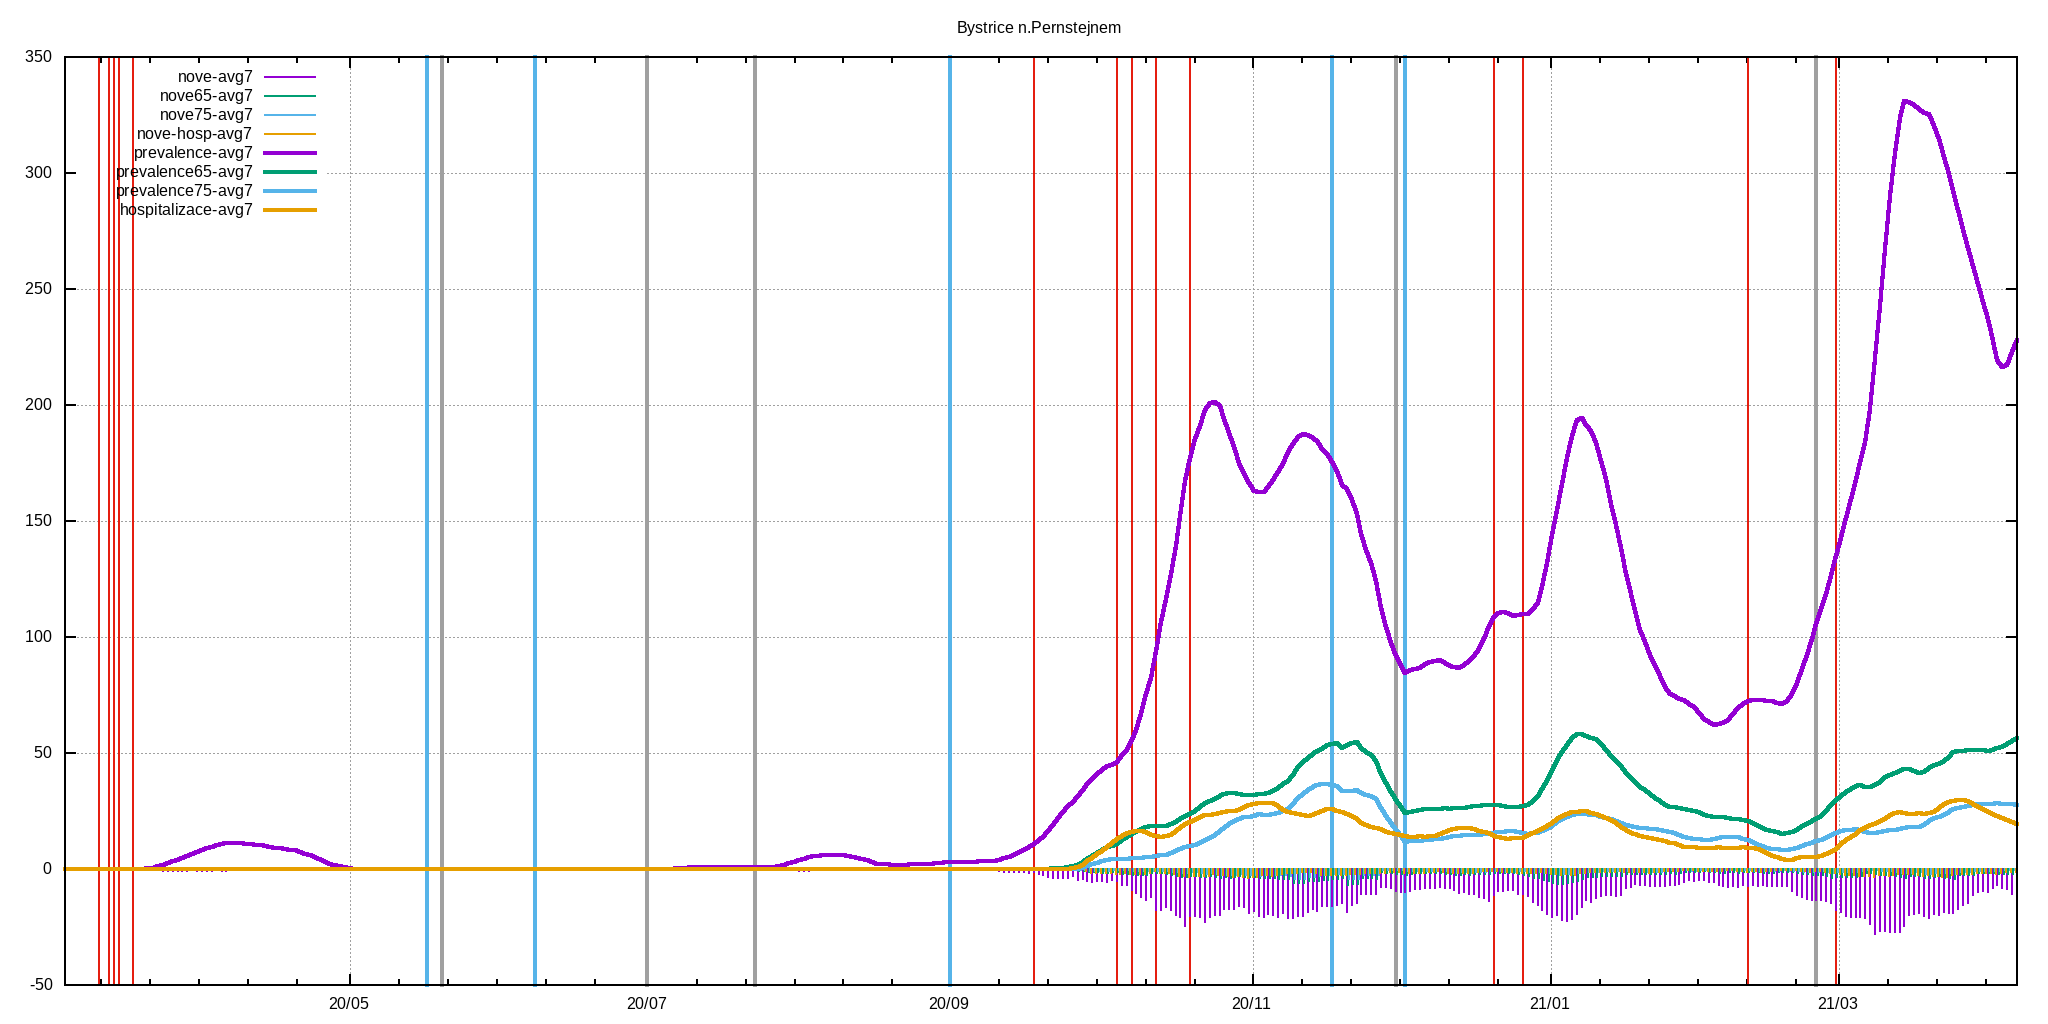 Bystrice n.Pernstejnem
350
300
250
200
150
100
50
0
-50
nove-avg7
nove65-avg7
nove75-avg7
nove-hosp-avg7
prevalence-avg7
prevalence65-avg7
prevalence75-avg7
hospitalizace-avg7
20/05 20/07 20/09 20/11 21/01 21/03